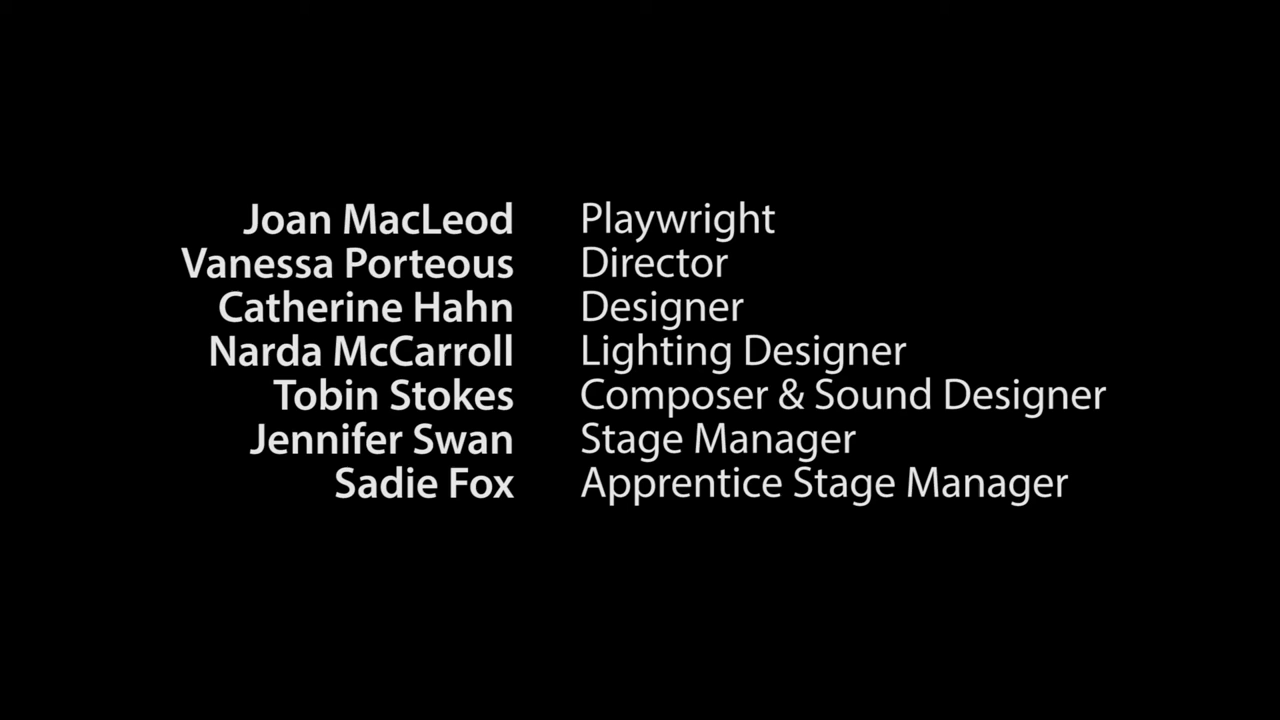 Joan MacLeod Playwright
Vanessa Porteous Director
Catherine Hahn Designer
Narda McCarroll Lighting Designer
Tobin Stokes Composer & Sound Designer
Jennifer Swan Stage Manager
Sadie Fox Apprentice Stage Manager